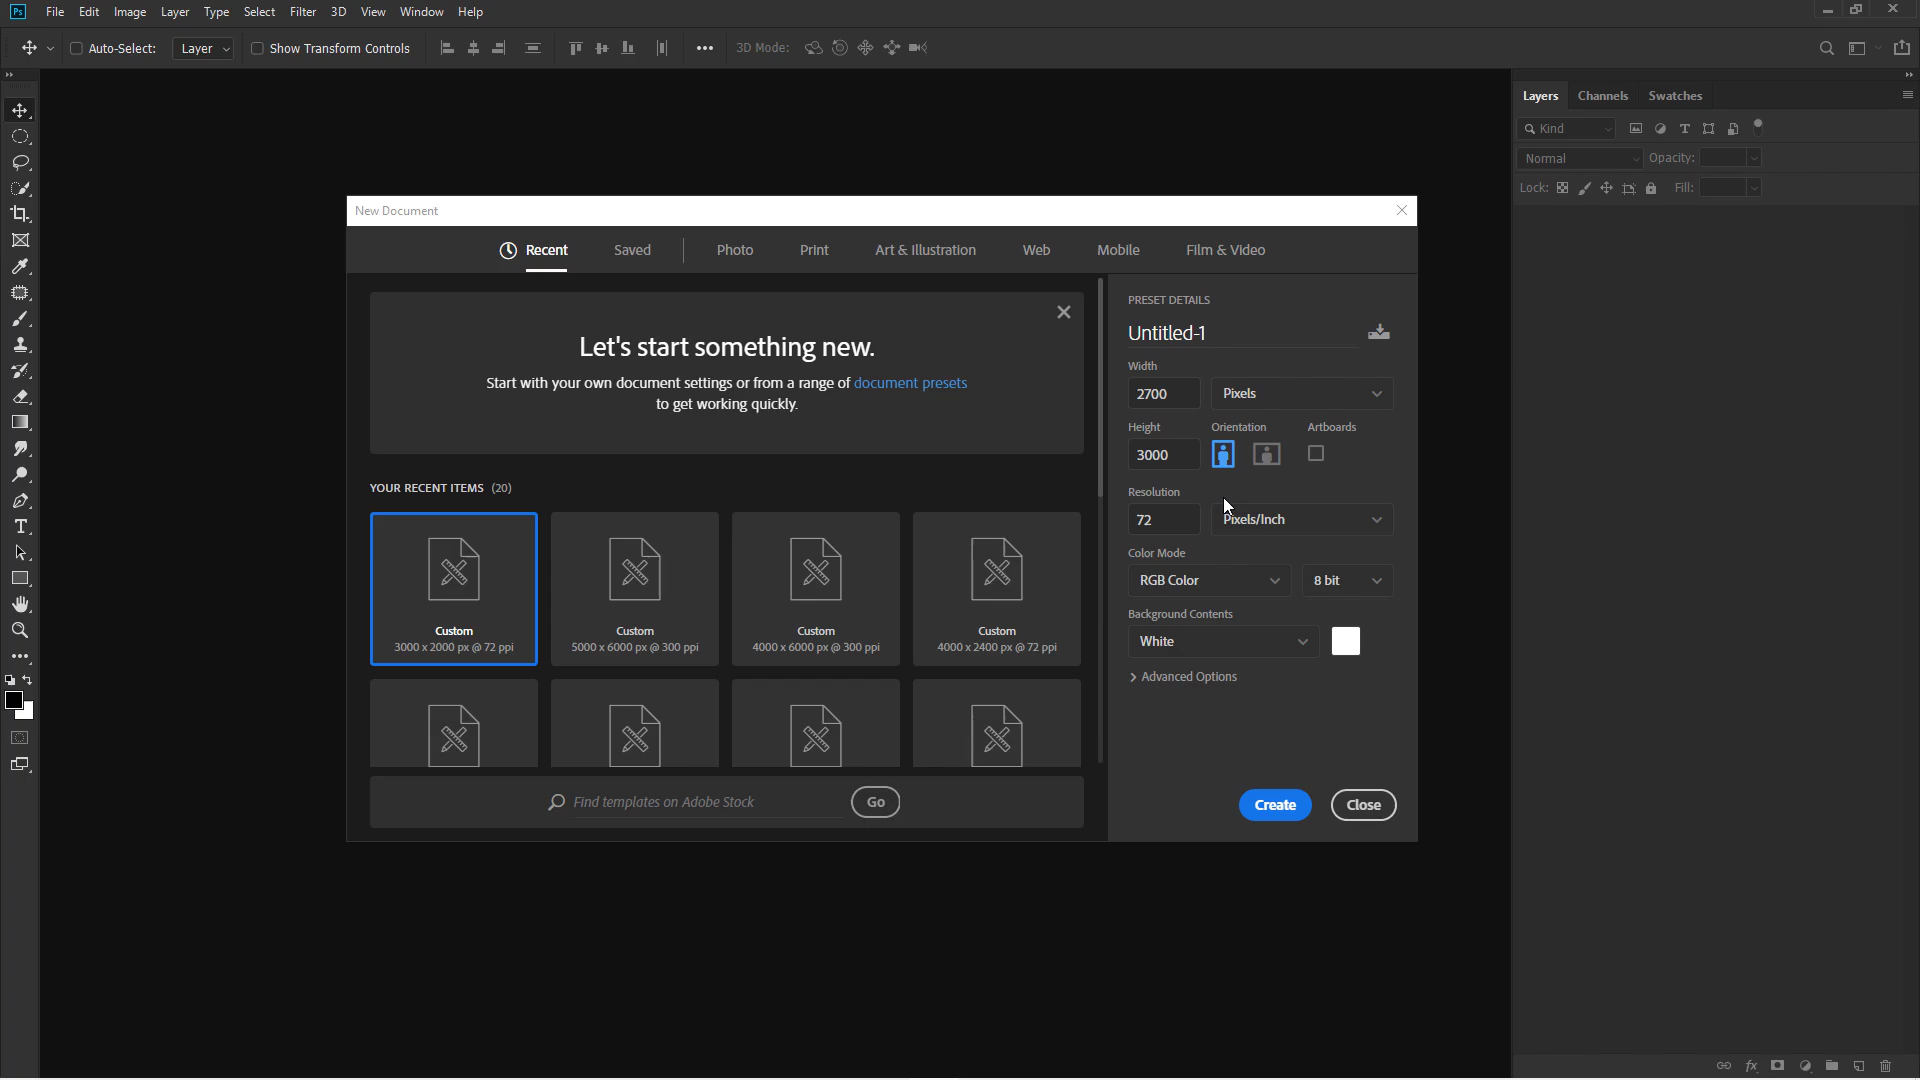 Ps File Edit Image Layer Type Select Filter 3D View Window Help
Auto-Select: Layer Show Transform Controls 3D Mode:
Layers Channels Swatches
Kind
Normal Opacity:
Lock: Fill:
New Document
Recent Saved Photo Print Art & Illustration Web Mobile Film & Video
Let's start something new.
Start with your own document settings or from a range of document presets
to get working quickly.
YOUR RECENT ITEMS (20)
Custom
3000 x 2000 px @ 72 ppi
Custom
5000 x 6000 px @ 300 ppi
Custom
4000 x 6000 px @ 300 ppi
Custom
4000 x 2400 px @ 72 ppi
Find templates on Adobe Stock Go
PRESET DETAILS
Untitled-1
Width
2700 Pixels
Height Orientation Artboards
3000
Resolution
72 Pixels/Inch
Color Mode
RGB Color 8 bit
Background Contents
White
Advanced Options
Create Close
fx